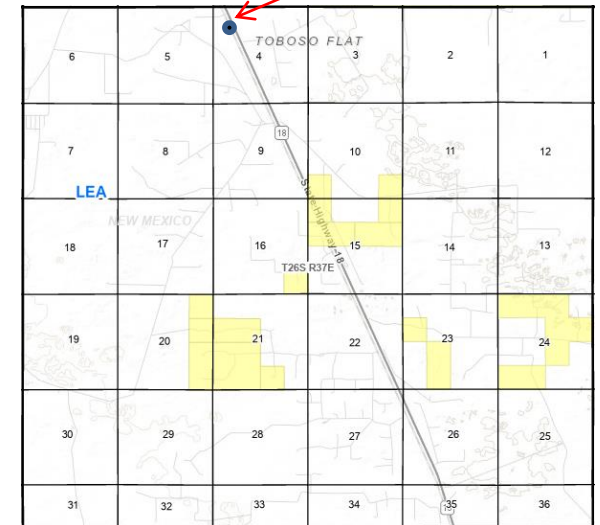 TOBOSO FLAT
6 5 4 3 2 1
18
7 8 9 10 11 12
LEA
NEW MEXICO
State Highway 18
18 17 16 15 14 13
T26S R37E
19 20 21 22 23 24
30 29 28 27 26 25
31 32 33 34 35 36